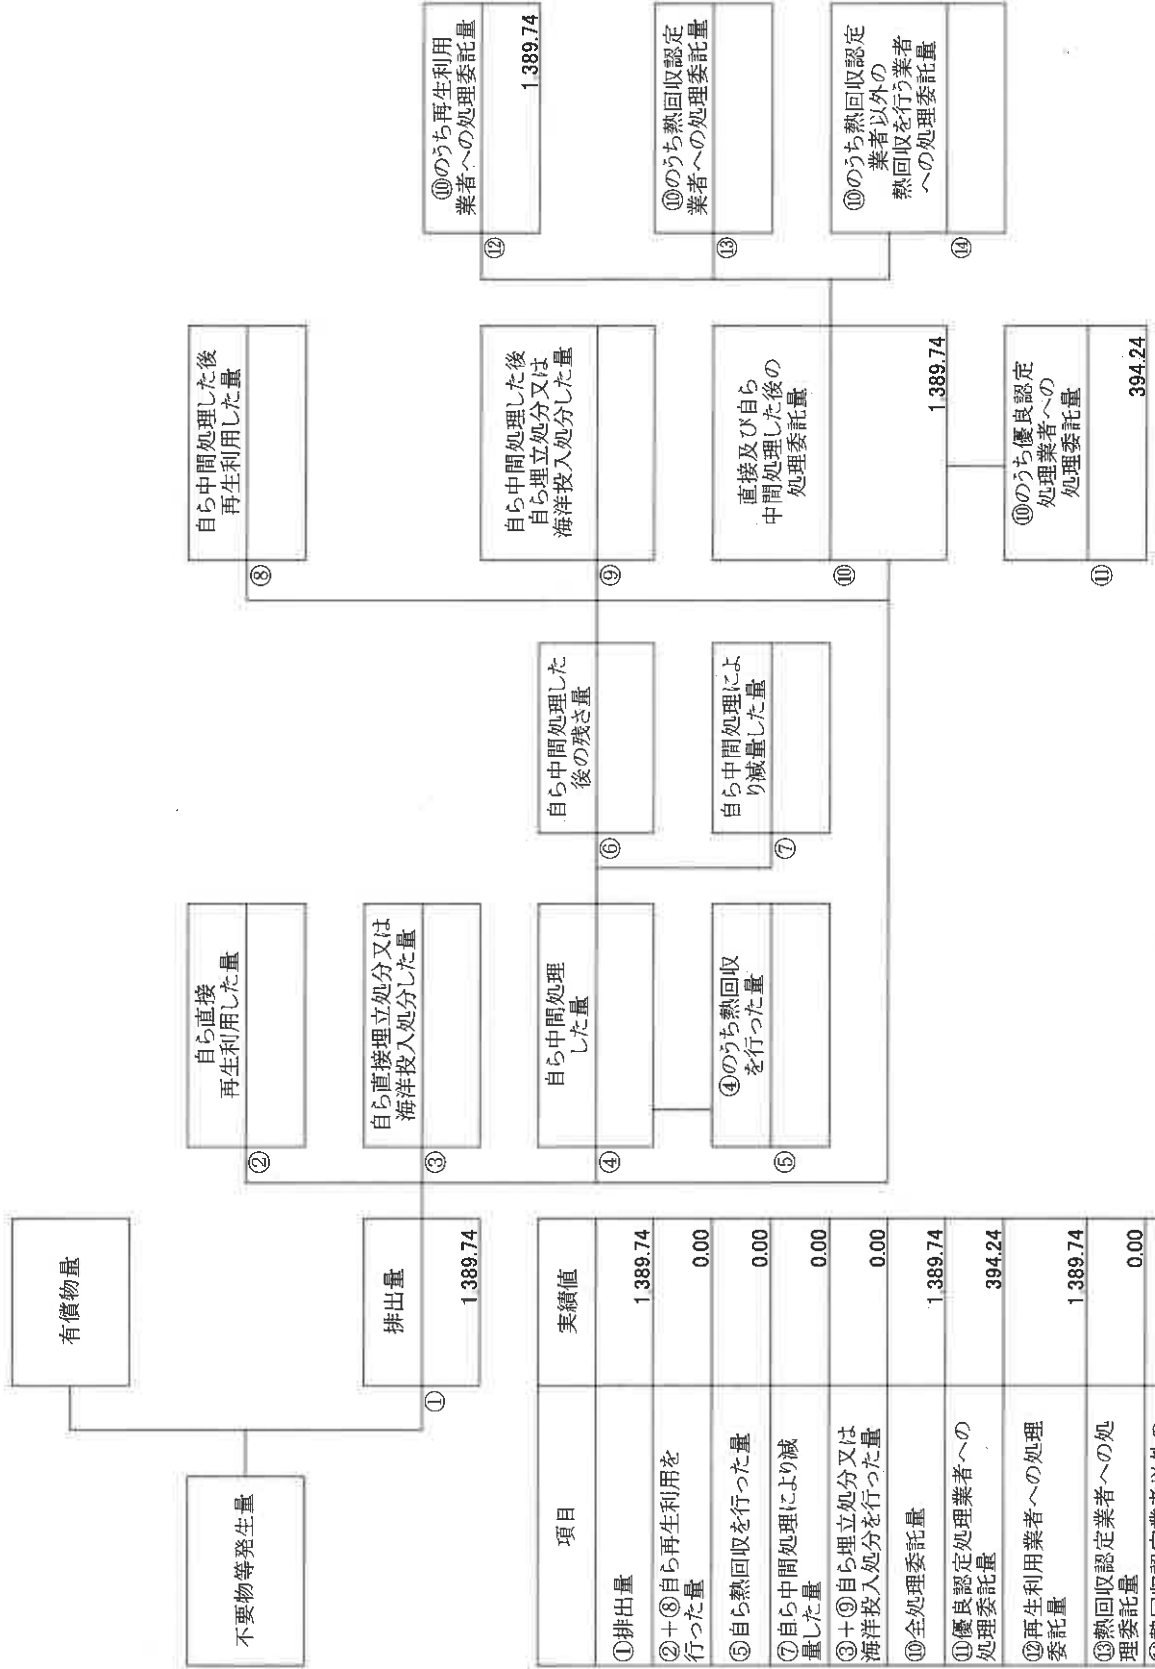 不要物等発生量
有償物量
①
排出量
1,389.74
②
自ら直接
再生利用した量
③
自ら直接埋立処分又は
海洋投入処分した量
④
自ら中間処理
した量
⑤
④のうち熱回収
を行った量
⑥
自ら中間処理した
後の残さ量
⑦
自ら中間処理によ
り減量した量
⑧
自ら中間処理した後
再生利用した量
⑨
自ら中間処理した後
自ら埋立処分又は
海洋投入処分した量
⑩
直接及び自ら
中間処理した後の
処理委託量
1,389.74
⑪
⑩のうち優良認定
処理業者への
処理委託量
394.24
⑫
⑩のうち再生利用
業者への処理委託量
1,389.74
⑬
⑩のうち熱回収認定
業者への処理委託量
⑭
⑩のうち熱回収認定
業者以外の
熱回収を行う業者
への処理委託量
項目 実績値
①排出量 1,389.74
②+⑧自ら再生利用を
行った量 0.00
⑤自ら熱回収を行った量 0.00
⑦自ら中間処理により減
量した量 0.00
③+⑨自ら埋立処分又は
海洋投入処分を行った量 0.00
⑩全処理委託量 1,389.74
⑪優良認定処理業者への
処理委託量 394.24
⑫再生利用業者への処理
委託量 1,389.74
⑬熱回収認定業者への処
理委託量 0.00